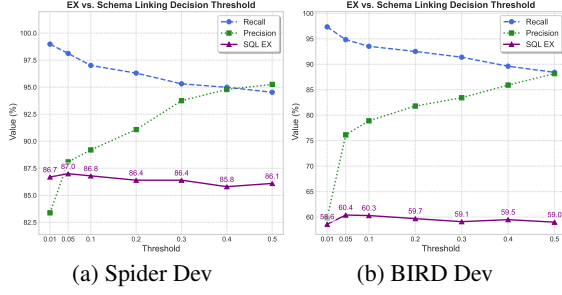 EX vs. Schema Linking Decision Threshold
Recall
Precision
SQL EX
Value (%)
100.0
97.5
95.0
92.5
90.0
87.5
85.0
82.5
86.7
87.0
86.8
86.4
86.4
85.8
86.1
0.01 0.05 0.1 0.2 0.3 0.4 0.5
Threshold
(a) Spider Dev
EX vs. Schema Linking Decision Threshold
Recall
Precision
SQL EX
Value (%)
100
95
90
85
80
75
70
65
60
58.6
60.4
60.3
59.7
59.1
59.5
59.0
0.01 0.05 0.1 0.2 0.3 0.4 0.5
Threshold
(b) BIRD Dev